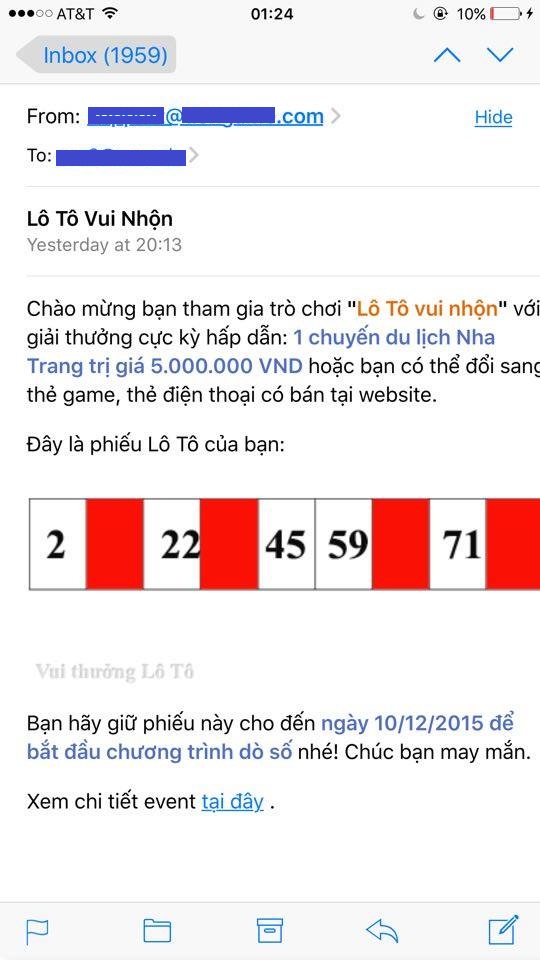 AT&T 01:24 10%
Inbox (1959)
From: @ .com Hide
To:
Lô Tô Vui Nhộn
Yesterday at 20:13
Chào mừng bạn tham gia trò chơi "Lô Tô vui nhộn" với
giải thưởng cực kỳ hấp dẫn: 1 chuyến du lịch Nha
Trang trị giá 5.000.000 VND hoặc bạn có thể đổi sang
thẻ game, thẻ điện thoại có bán tại website.
Đây là phiếu Lô Tô của bạn:
2 22 45 59 71
Vui thưởng Lô Tô
Bạn hãy giữ phiếu này cho đến ngày 10/12/2015 để
bắt đầu chương trình dò số nhé! Chúc bạn may mắn.
Xem chi tiết event tại đây .